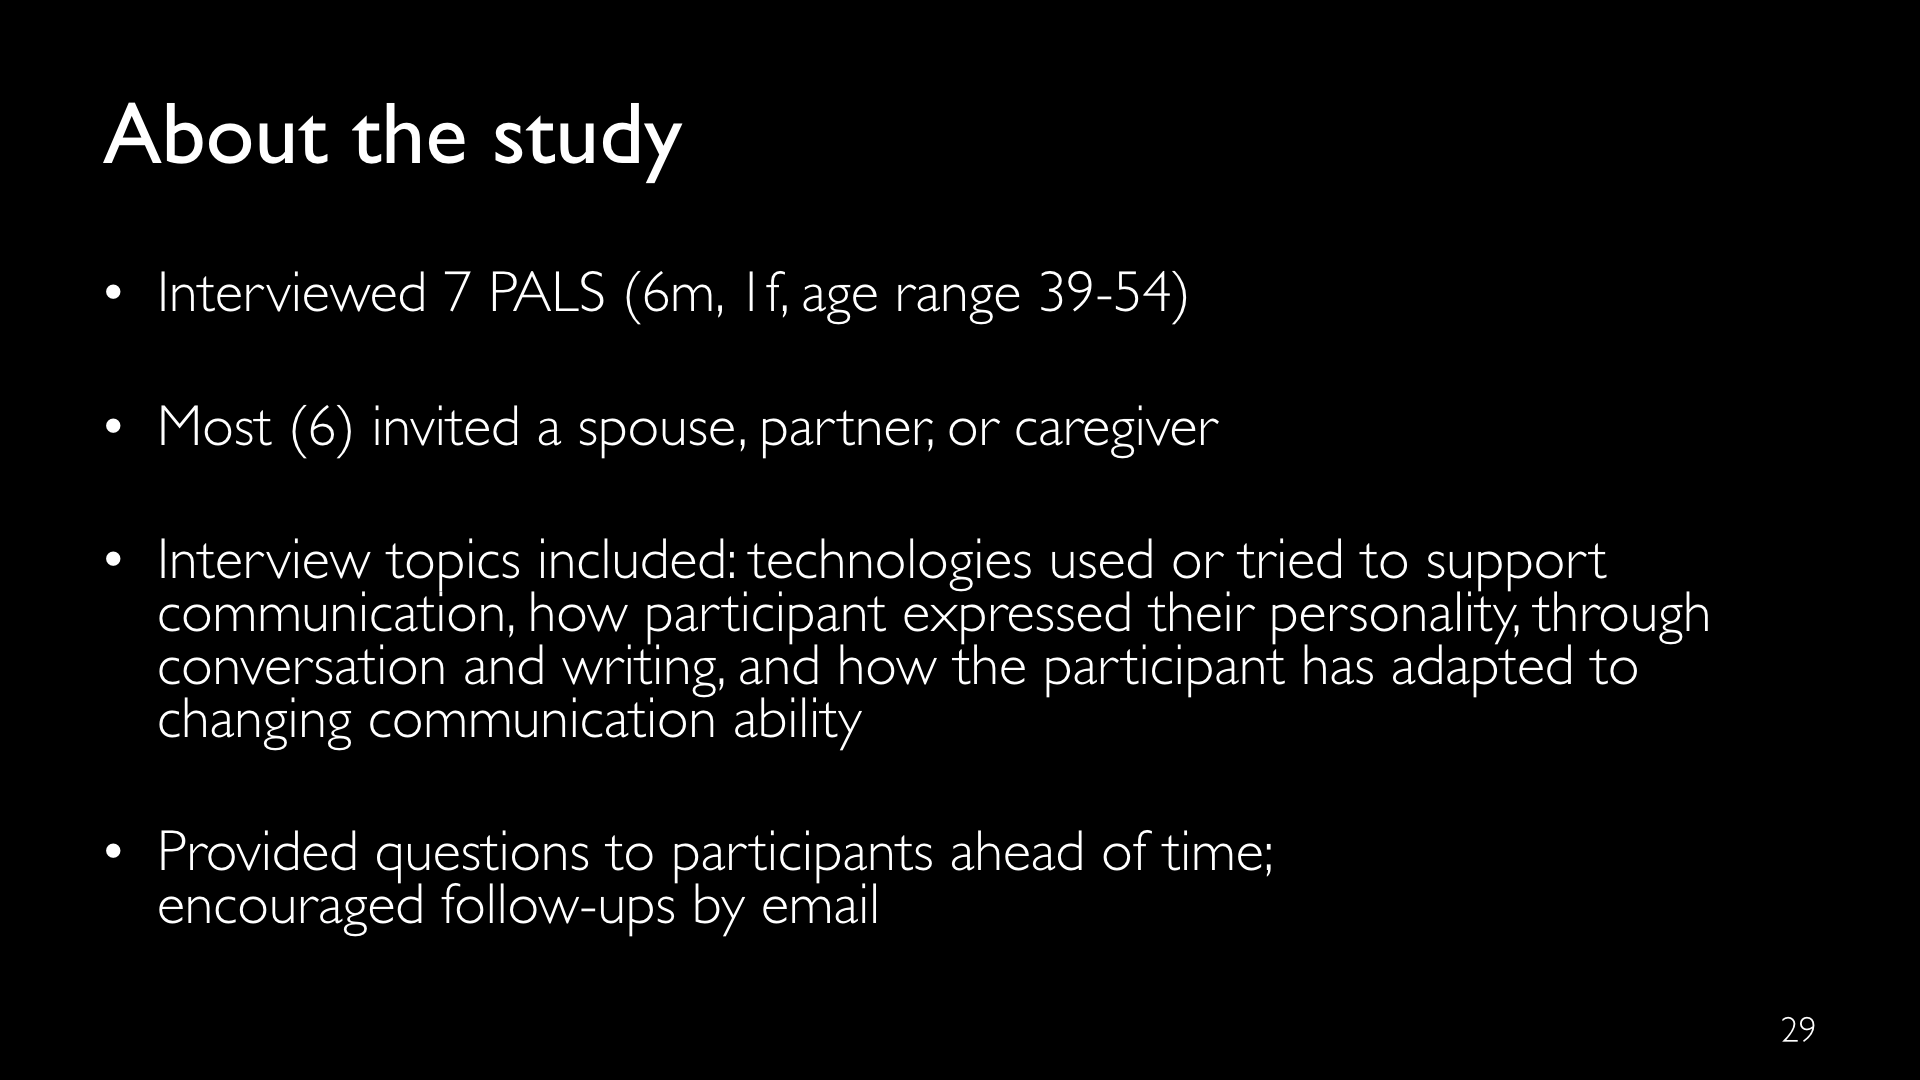 About the study
• Interviewed 7 PALS (6m, 1f, age range 39-54)
• Most (6) invited a spouse, partner, or caregiver
• Interview topics included: technologies used or tried to support
communication, how participant expressed their personality, through
conversation and writing, and how the participant has adapted to
changing communication ability
• Provided questions to participants ahead of time;
encouraged follow-ups by email
29